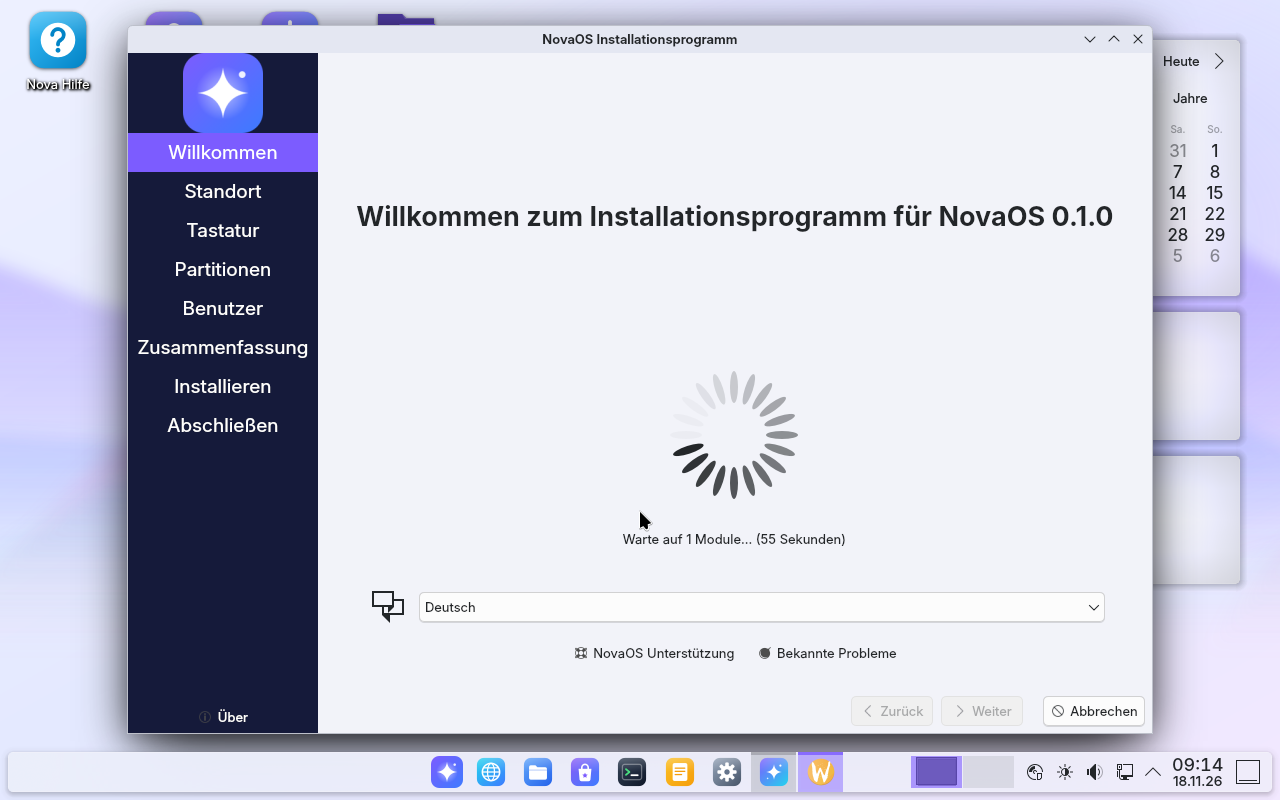 Nova Hilfe
NovaOS Installationsprogramm
Willkommen
Standort
Tastatur
Partitionen
Benutzer
Zusammenfassung
Installieren
Abschließen
Über
Willkommen zum Installationsprogramm für NovaOS 0.1.0
Warte auf 1 Module... (55 Sekunden)
Deutsch
NovaOS Unterstützung
Bekannte Probleme
Zurück
Weiter
Abbrechen
Heute
Jahre
Sa. So.
31 1
7 8
14 15
21 22
28 29
5 6
09:14
18.11.26